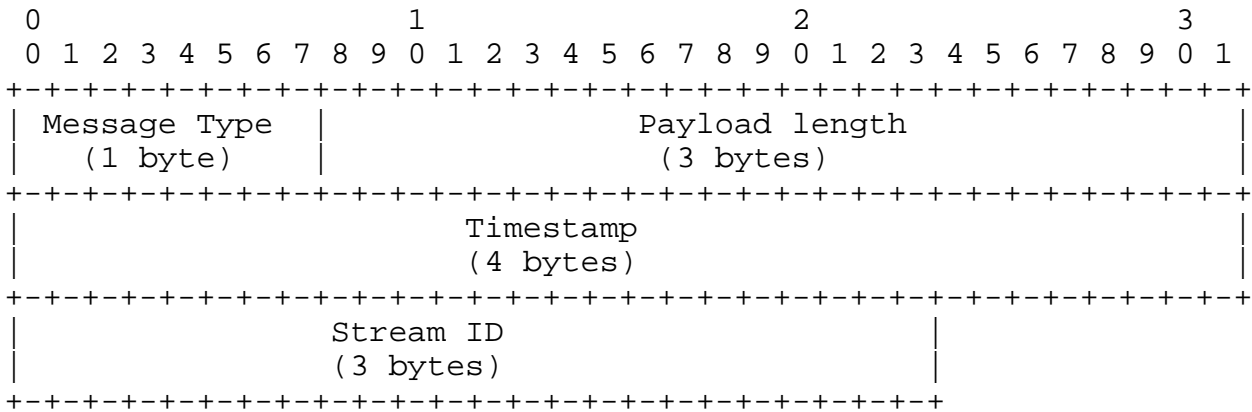 0                   1                   2                   3
 0 1 2 3 4 5 6 7 8 9 0 1 2 3 4 5 6 7 8 9 0 1 2 3 4 5 6 7 8 9 0 1
+-+-+-+-+-+-+-+-+-+-+-+-+-+-+-+-+-+-+-+-+-+-+-+-+-+-+-+-+-+-+-+-+
| Message Type  |                Payload length                 |
|   (1 byte)    |                 (3 bytes)                     |
+-+-+-+-+-+-+-+-+-+-+-+-+-+-+-+-+-+-+-+-+-+-+-+-+-+-+-+-+-+-+-+-+
|                       Timestamp                               |
|                       (4 bytes)                               |
+-+-+-+-+-+-+-+-+-+-+-+-+-+-+-+-+-+-+-+-+-+-+-+-+-+-+-+-+-+-+-+-+
|                Stream ID                      |
|                (3 bytes)                      |
+-+-+-+-+-+-+-+-+-+-+-+-+-+-+-+-+-+-+-+-+-+-+-+-+